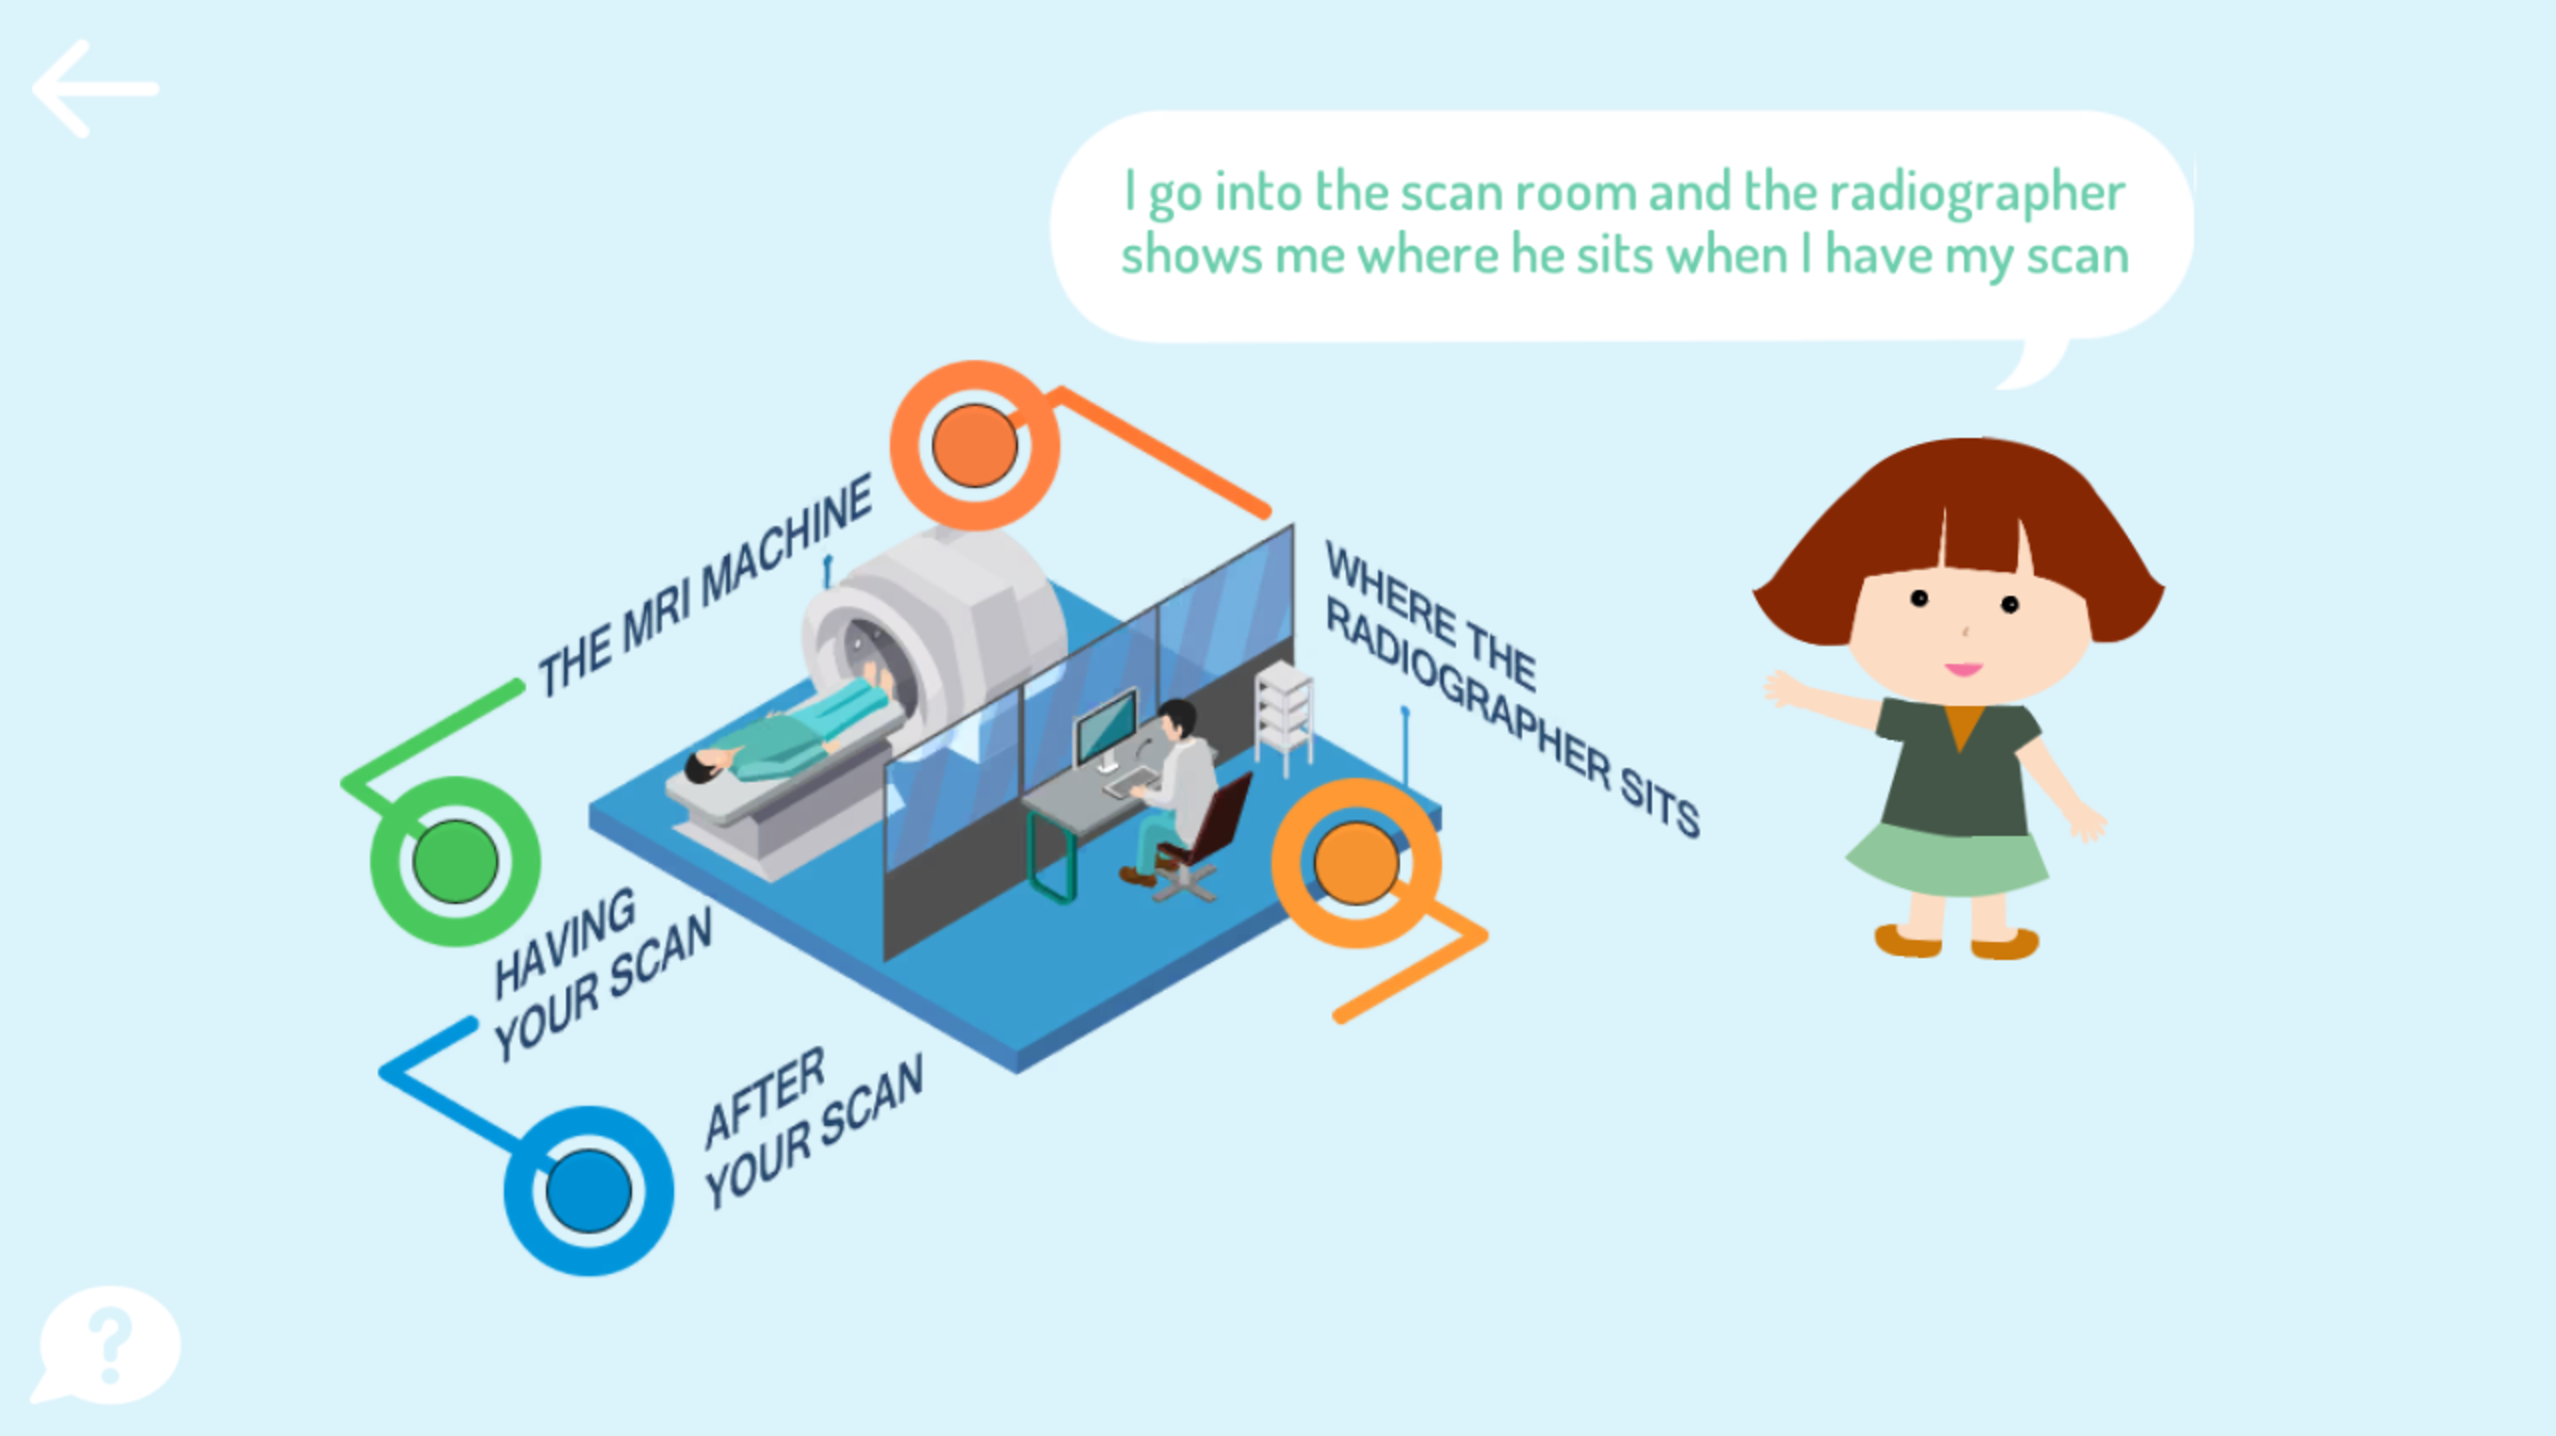 I go into the scan room and the radiographer
shows me where he sits when I have my scan
THE MRI MACHINE
WHERE THE
RADIOGRAPHER SITS
HAVING
YOUR SCAN
AFTER
YOUR SCAN
?